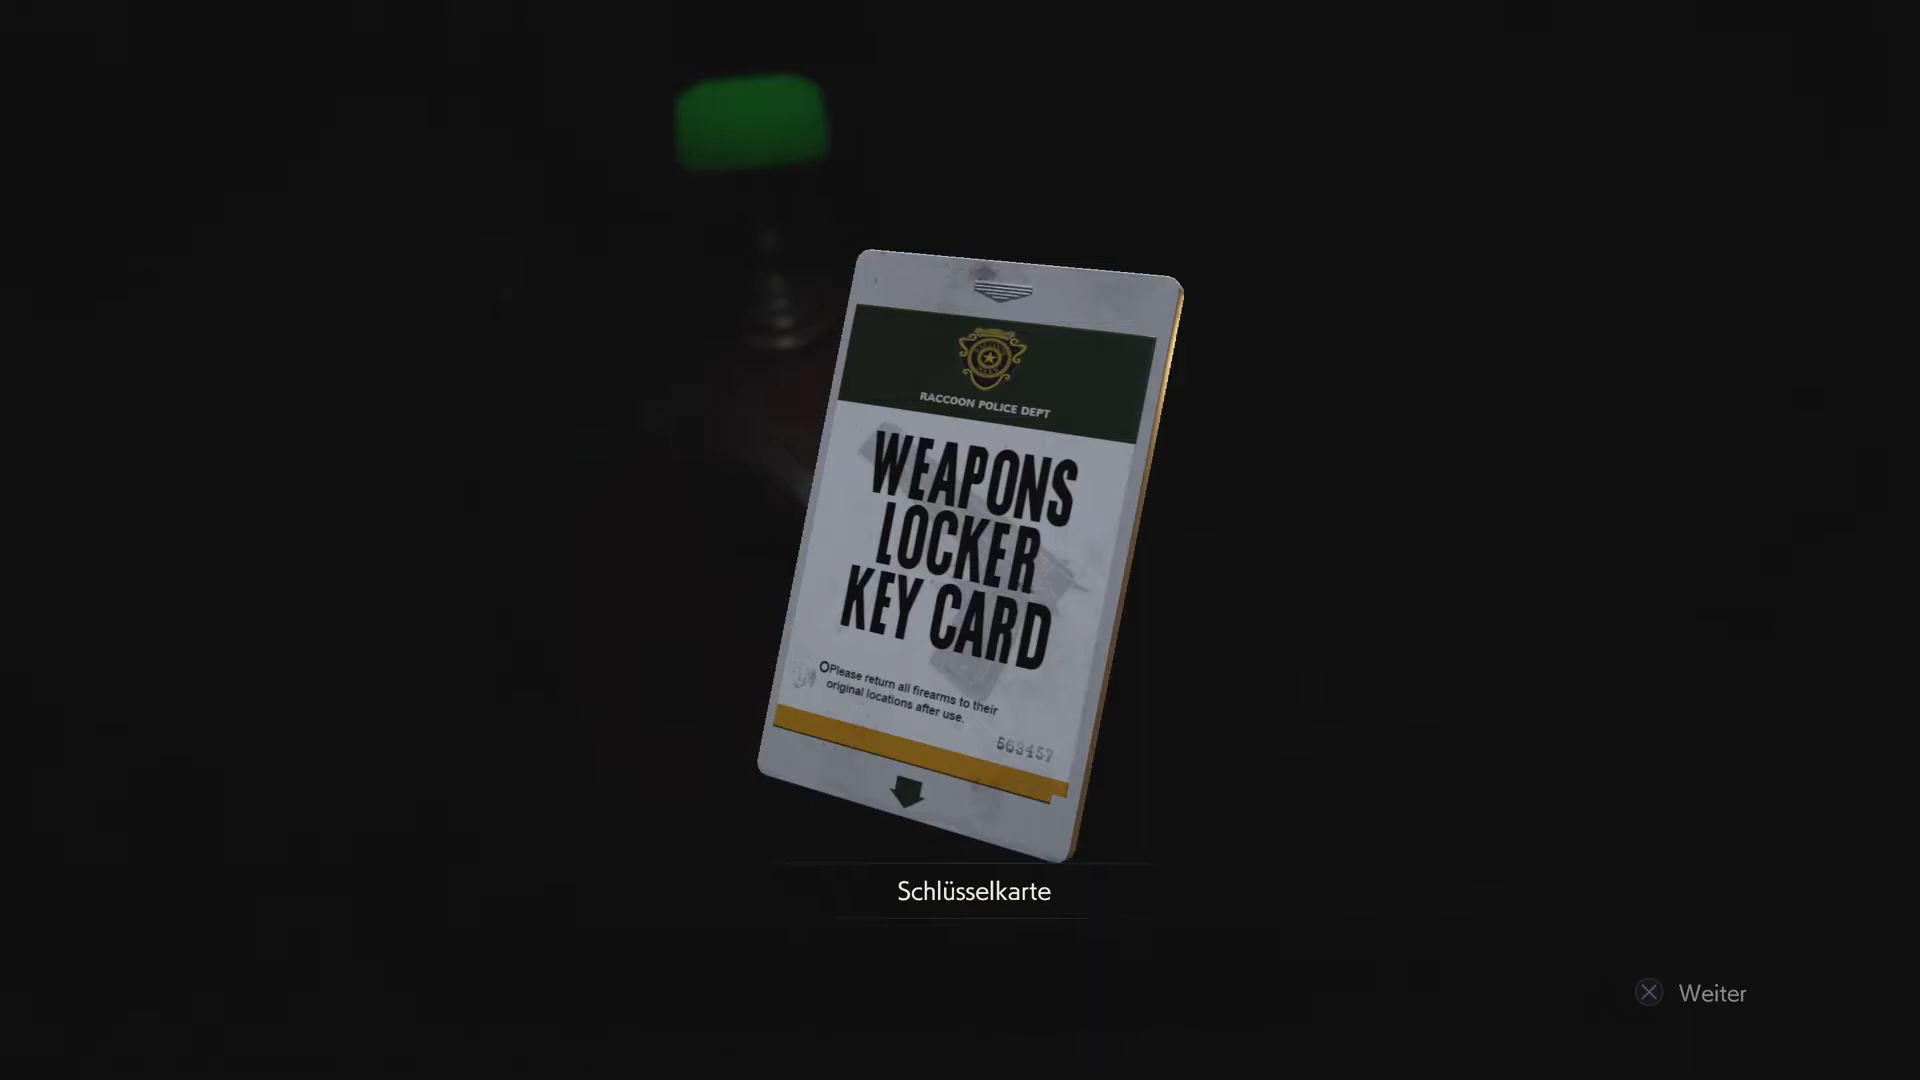 RACCOON POLICE DEPT
WEAPONS
LOCKER
KEY CARD
Please return all firearms to their
original locations after use.
563457
Schlüsselkarte
Weiter